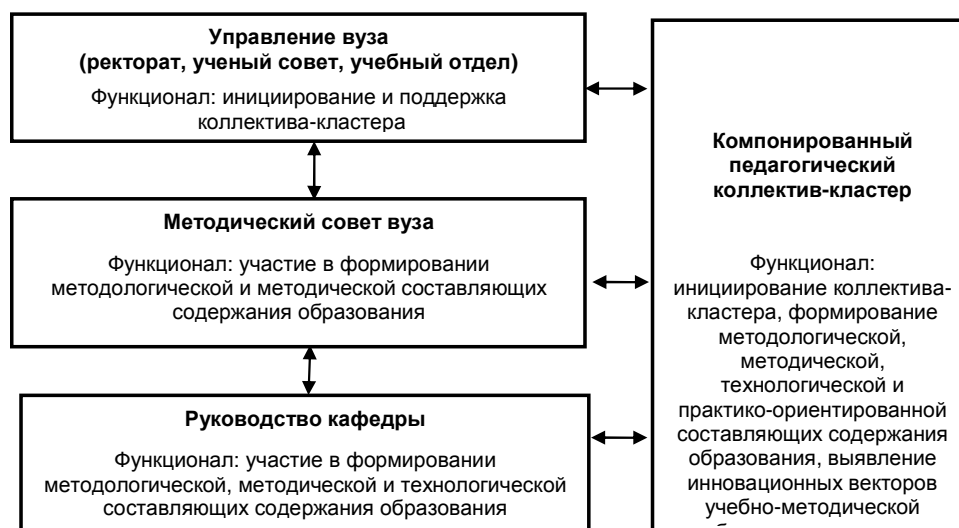 Управление вуза
(ректорат, ученый совет, учебный отдел)
Функционал: инициирование и поддержка
коллектива-кластера
Методический совет вуза
Функционал: участие в формировании
методологической и методической составляющих
содержания образования
Руководство кафедры
Функционал: участие в формировании
методологической, методической и технологической
составляющих содержания образования
Компонированный
педагогический
коллектив-кластер
Функционал:
инициирование коллектива-
кластера, формирование
методологической,
методической,
технологической и
практико-ориентированной
составляющих содержания
образования, выявление
инновационных векторов
учебно-методической